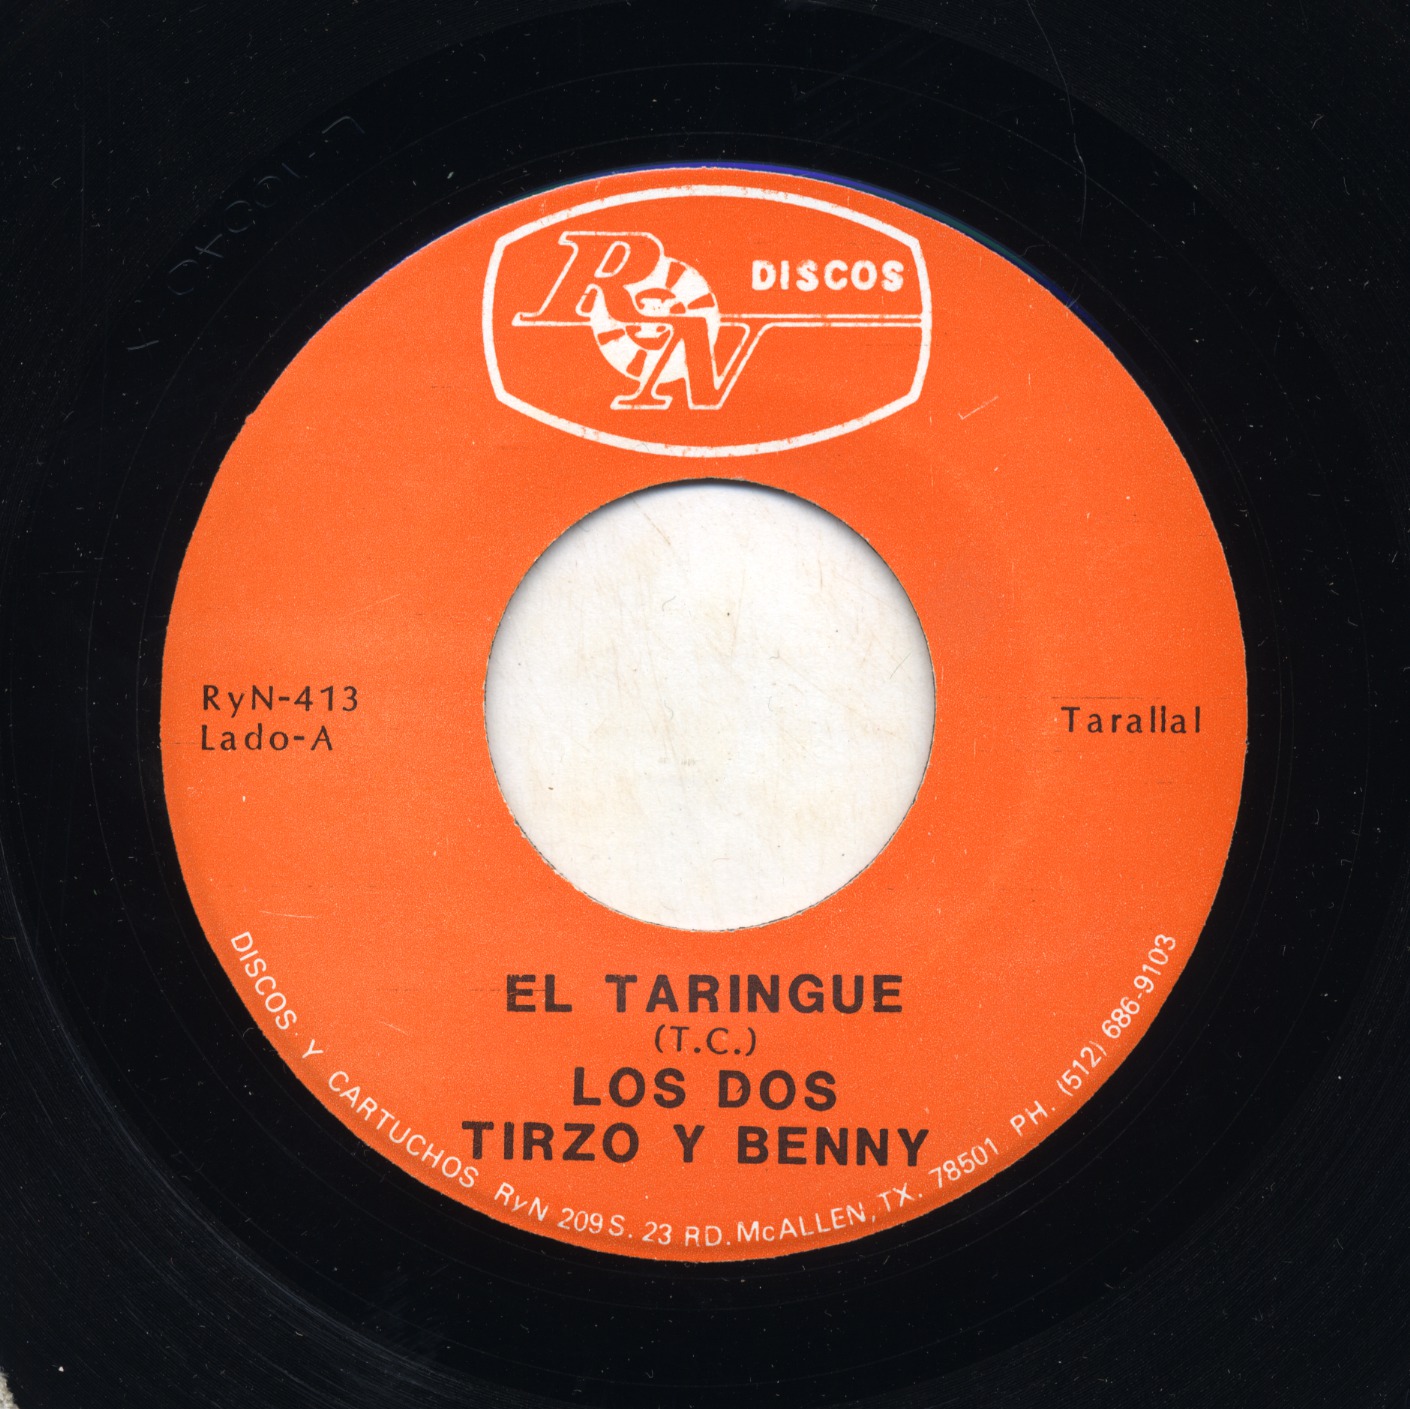 RN DISCOS
RyN-413
Lado-A
Tarallal
EL TARINGUE
(T.C.)
LOS DOS
TIRZO Y BENNY
DISCOS Y CARTUCHOS RyN 209 S. 23 RD. McALLEN, TX. 78501 PH. (512) 686-9103